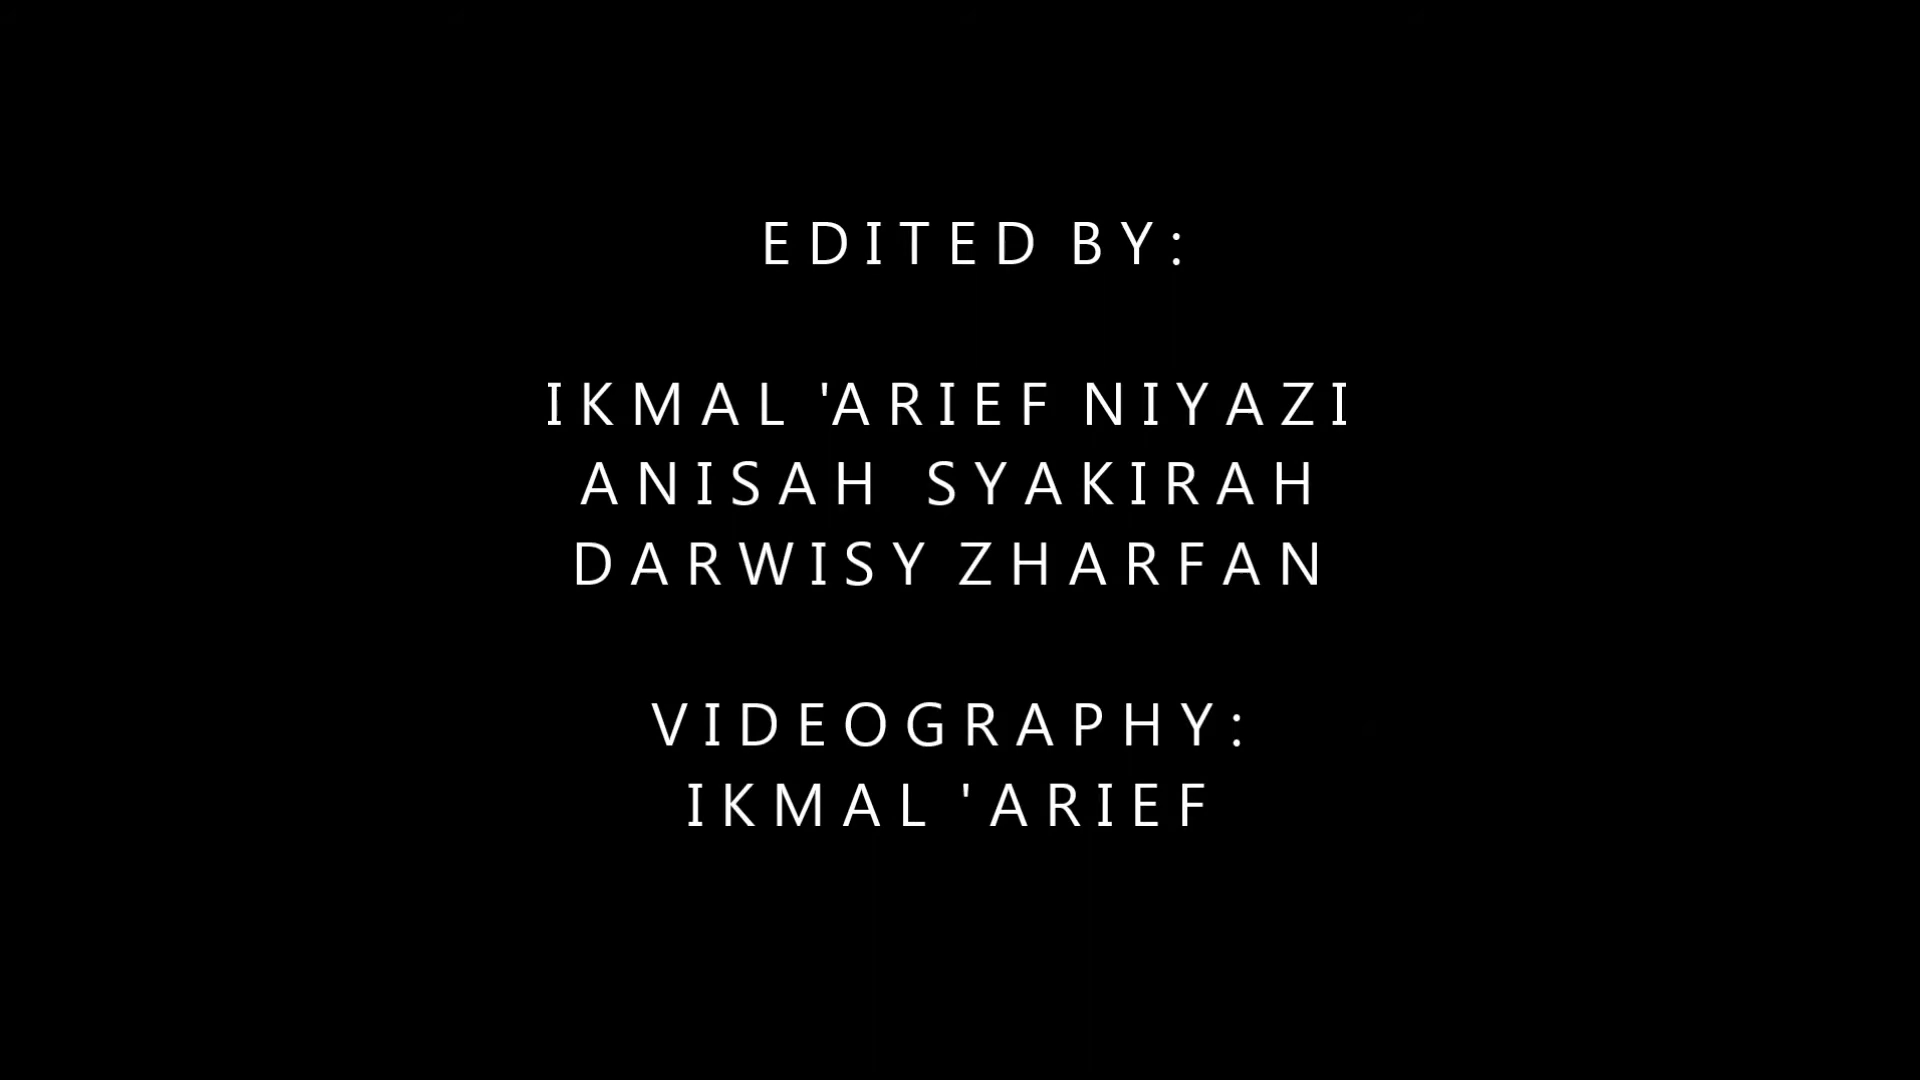 EDITED BY:
IKMAL 'ARIEF NIYAZI
ANISAH SYAKIRAH
DARWISY ZHARFAN
VIDEOGRAPHY:
IKMAL 'ARIEF